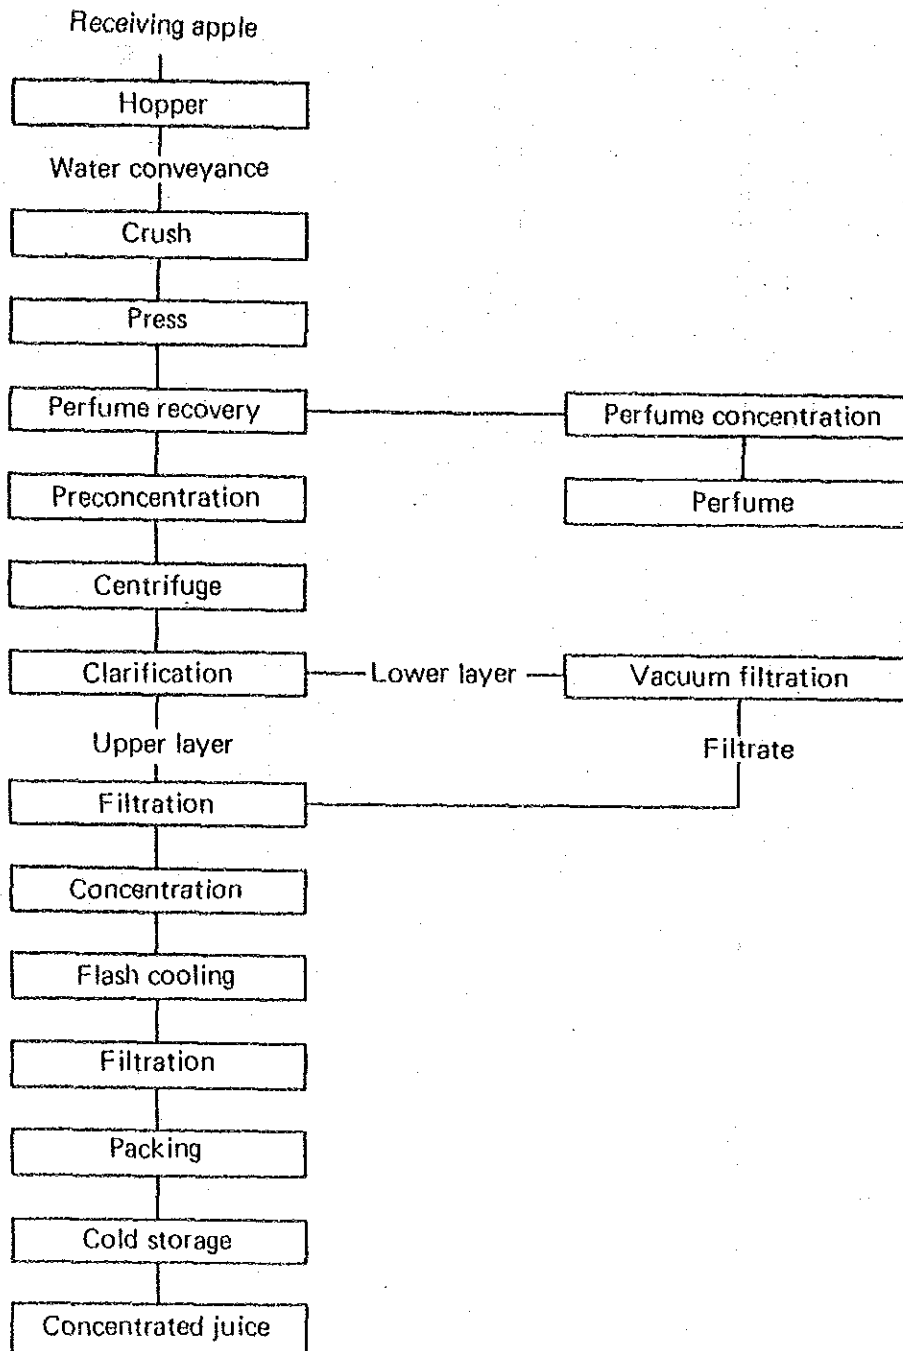 Receiving apple
Hopper
Water conveyance
Crush
Press
Perfume recovery
Perfume concentration
Preconcentration
Perfume
Centrifuge
Clarification
Lower layer
Vacuum filtration
Upper layer
Filtrate
Filtration
Concentration
Flash cooling
Filtration
Packing
Cold storage
Concentrated juice